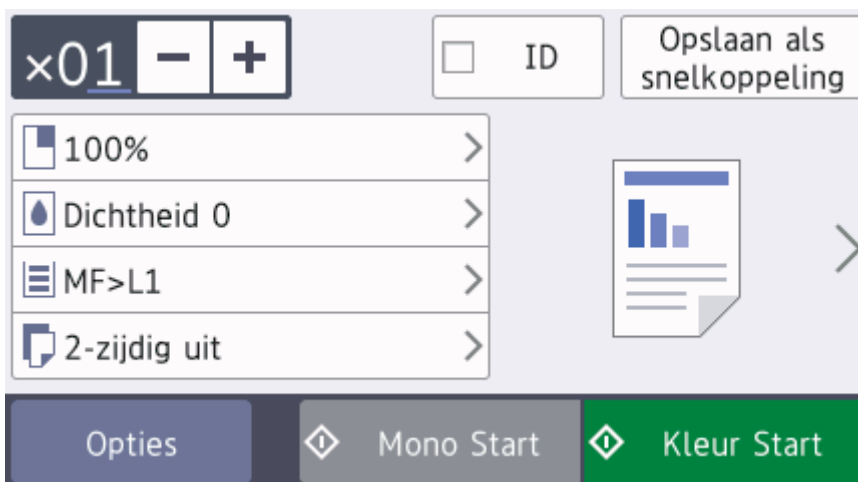 ×01 - +
ID
Opslaan als
snelkoppeling
100%
Dichtheid 0
MF>L1
2-zijdig uit
Opties
Mono Start
Kleur Start